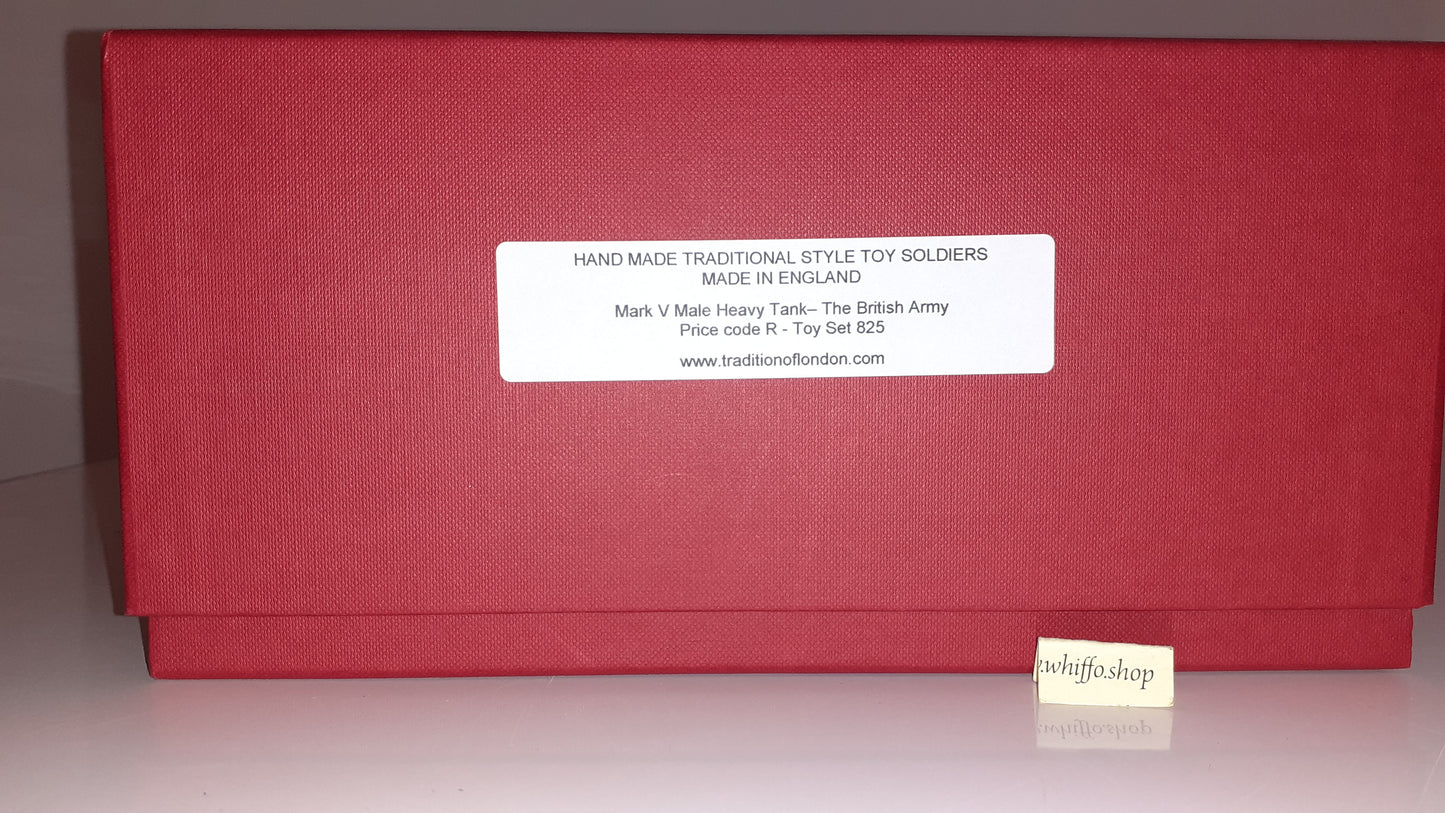 HAND MADE TRADITIONAL STYLE TOY SOLDIERS
MADE IN ENGLAND
Mark V Male Heavy Tank– The British Army
Price code R - Toy Set 825
www.traditionoflondon.com
.whiffo.shop